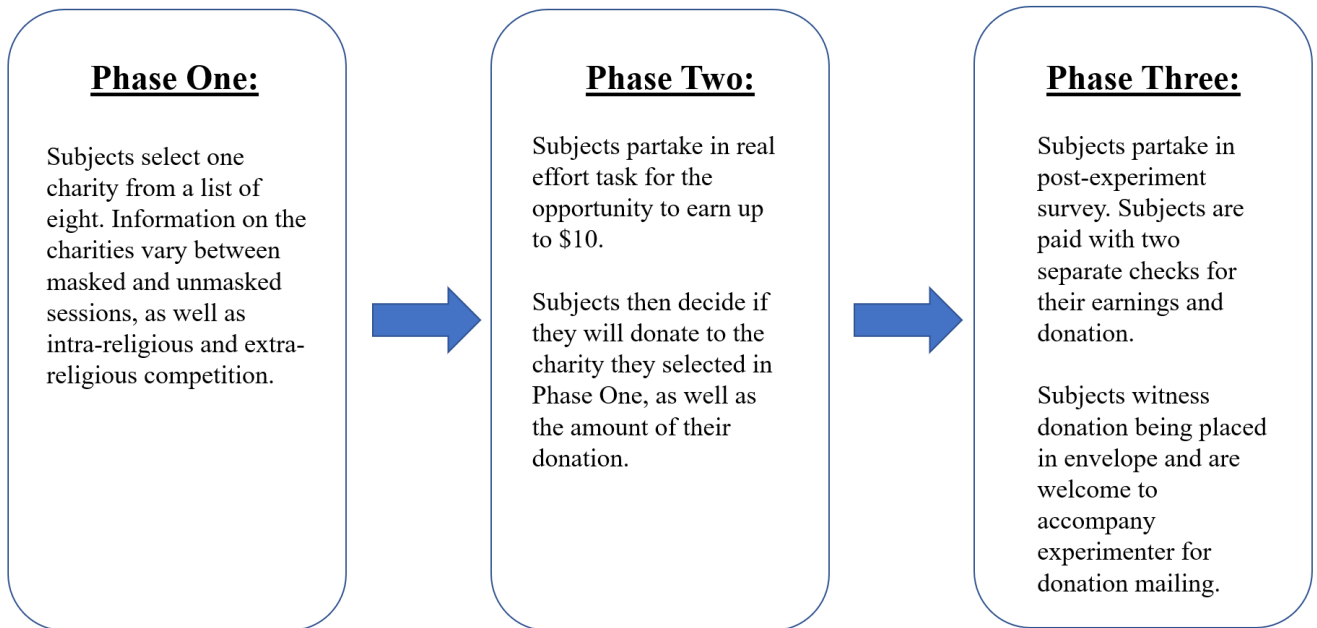 Phase One:
Subjects select one
charity from a list of
eight. Information on the
charities vary between
masked and unmasked
sessions, as well as
intra-religious and extra-
religious competition.
Phase Two:
Subjects partake in real
effort task for the
opportunity to earn up
to $10.
Subjects then decide if
they will donate to the
charity they selected in
Phase One, as well as
the amount of their
donation.
Phase Three:
Subjects partake in
post-experiment
survey. Subjects are
paid with two
separate checks for
their earnings and
donation.
Subjects witness
donation being placed
in envelope and are
welcome to
accompany
experimenter for
donation mailing.